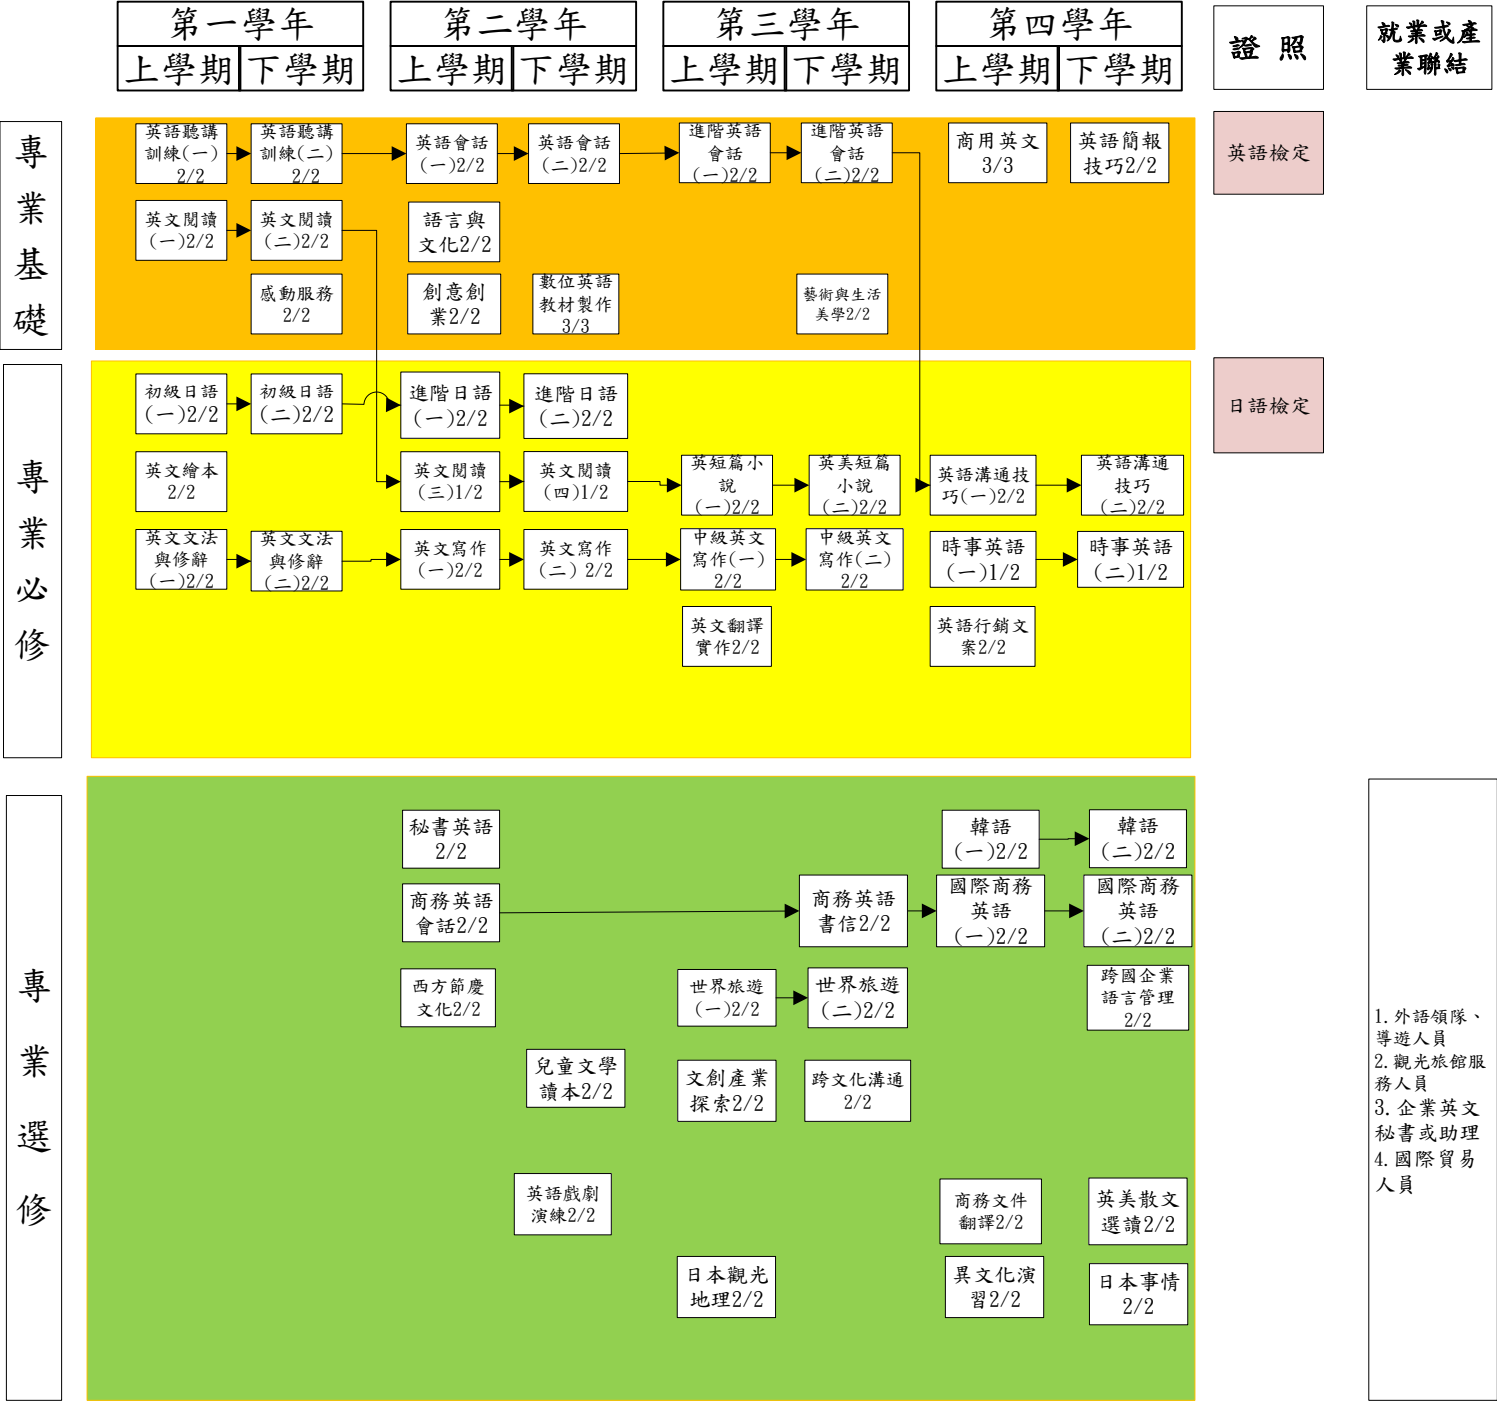 第一學年
第二學年
第三學年
第四學年
上學期
下學期
上學期
下學期
上學期
下學期
上學期
下學期
證 照
就業或產
業聯結
專
業
基
礎
英語聽講
訓練(一)
2/2
英語聽講
訓練(二)
2/2
英語會話
(一)2/2
英語會話
(二)2/2
進階英語
會話
(一)2/2
進階英語
會話
(二)2/2
商用英文
3/3
英語簡報
技巧2/2
英語檢定
英文閱讀
(一)2/2
英文閱讀
(二)2/2
語言與
文化2/2
感動服務
2/2
創意創
業2/2
數位英語
教材製作
3/3
藝術與生活
美學2/2
專
業
必
修
初級日語
(一)2/2
初級日語
(二)2/2
進階日語
(一)2/2
進階日語
(二)2/2
日語檢定
英文繪本
2/2
英文閱讀
(三)1/2
英文閱讀
(四)1/2
英短篇小
說
(一)2/2
英美短篇
小說
(二)2/2
英語溝通技
巧(一)2/2
英語溝通
技巧
(二)2/2
英文文法
與修辭
(一)2/2
英文文法
與修辭
(二)2/2
英文寫作
(一)2/2
英文寫作
(二) 2/2
中級英文
寫作(一)
2/2
中級英文
寫作(二)
2/2
時事英語
(一)1/2
時事英語
(二)1/2
英文翻譯
實作2/2
英語行銷文
案2/2
專
業
選
修
秘書英語
2/2
韓語
(一)2/2
韓語
(二)2/2
商務英語
會話2/2
商務英語
書信2/2
國際商務
英語
(一)2/2
國際商務
英語
(二)2/2
西方節慶
文化2/2
世界旅遊
(一)2/2
世界旅遊
(二)2/2
跨國企業
語言管理
2/2
兒童文學
讀本2/2
文創產業
探索2/2
跨文化溝通
2/2
英語戲劇
演練2/2
商務文件
翻譯2/2
英美散文
選讀2/2
日本觀光
地理2/2
異文化演
習2/2
日本事情
2/2
1.外語領隊、
導遊人員
2.觀光旅館服
務人員
3.企業英文
秘書或助理
4.國際貿易
人員